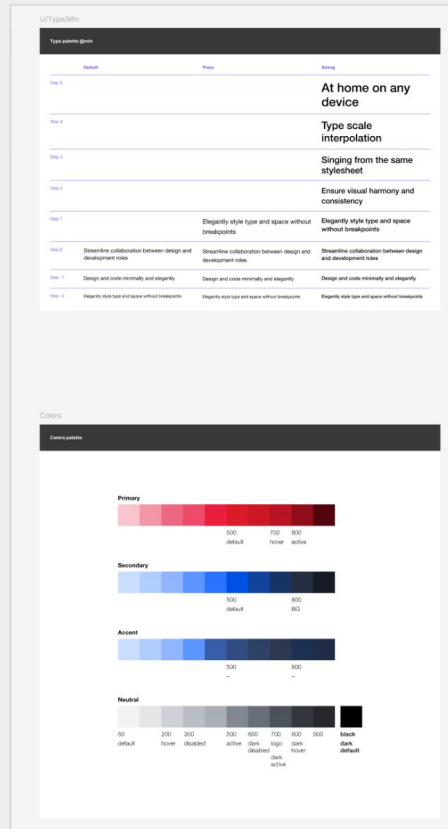 U/Type/Min
Type palette @min
Default Press Strong
Step 5
At home on any
device
Step 4
Type scale
interpolation
Step 3
Singing from the same
stylesheet
Step 2
Ensure visual harmony and
consistency
Step 1
Elegantly style type and space without
breakpoints
Elegantly style type and space
without breakpoints
Step 0
Streamline collaboration between design and
development roles
Streamline collaboration between design and
development roles
Streamline collaboration between design
and development roles
Step -1
Design and code minimally and elegantly
Design and code minimally and elegantly
Design and code minimally and elegantly
Step -2
Elegantly style type and space without breakpoints
Elegantly style type and space without breakpoints
Elegantly style type and space without breakpoints
Colors
Colors palette
Primary
500 700 800
default hover active
Secondary
500 800
default BG
Accent
500 800
– –
Neutral
50 200 300 500 600 700 800 900 black
default hover disabled active dark logo dark dark
disabled dark hover default
active